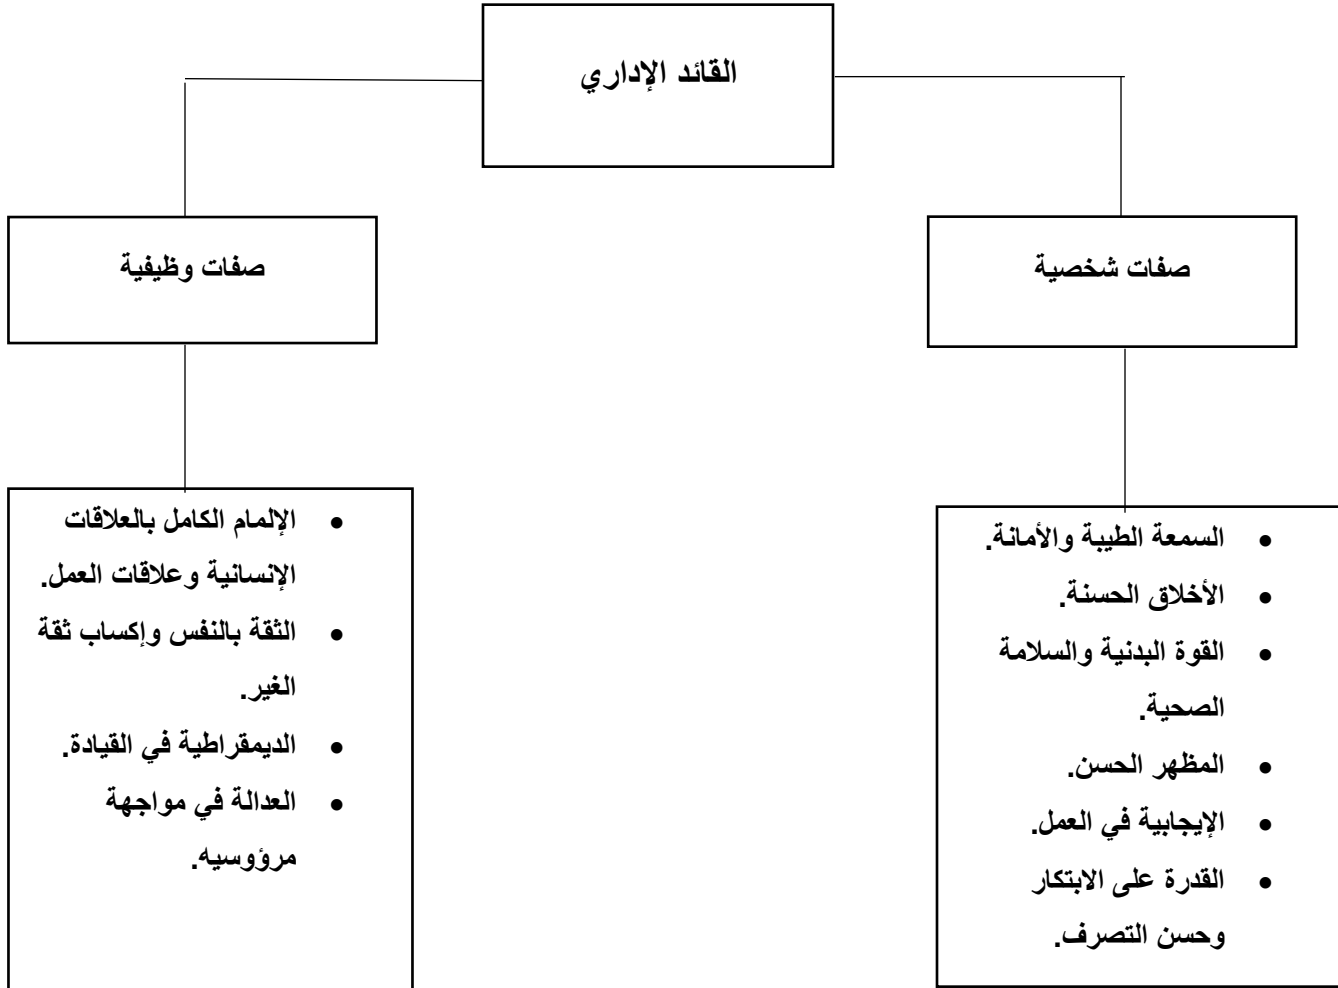 القائد الإداري
صفات شخصية
صفات وظيفية
• السمعة الطيبة والأمانة.
• الأخلاق الحسنة.
• القوة البدنية والسلامة
الصحية.
• المظهر الحسن.
• الإيجابية في العمل.
• القدرة على الابتكار
وحسن التصرف.
• الإلمام الكامل بالعلاقات
الإنسانية وعلاقات العمل.
• الثقة بالنفس وإكساب ثقة
الغير.
• الديمقراطية في القيادة.
• العدالة في مواجهة
مرؤوسيه.